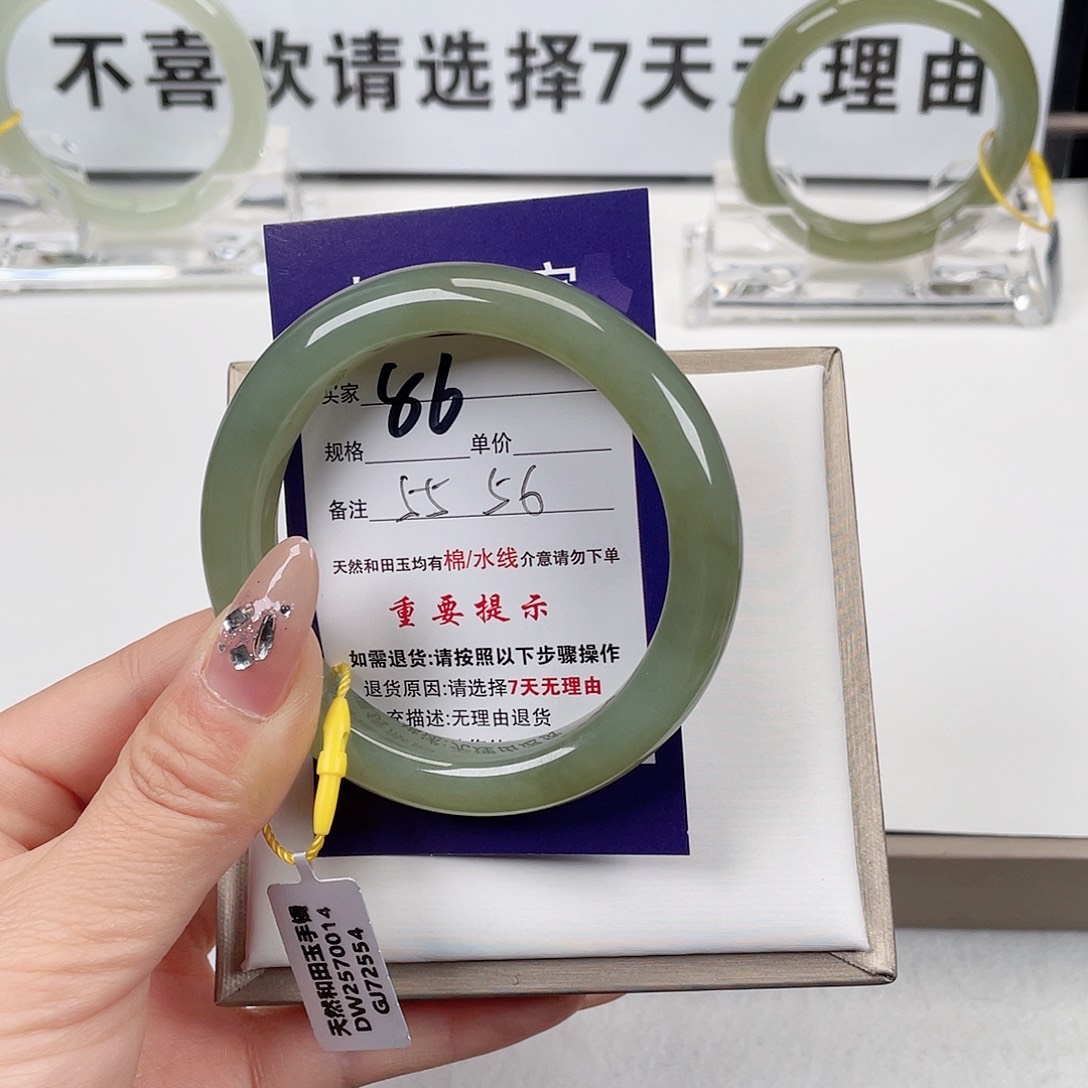 不喜欢请选择7天无理由
买家 86
规格 单价
备注 55 56
天然和田玉均有棉/水线介意请勿下单
重要提示
如需退货:请按照以下步骤操作
退货原因:请选择7天无理由
充描述:无理由退货
天然和田玉手镯
DW2570014
GJ72554